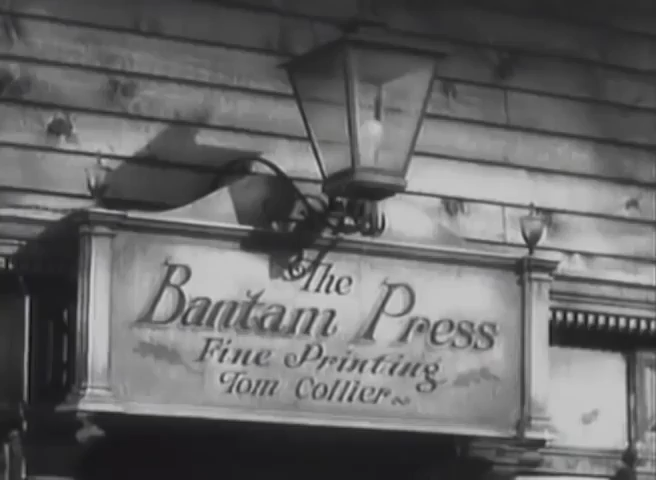 The
Bantam Press
Fine Printing
Tom Collier